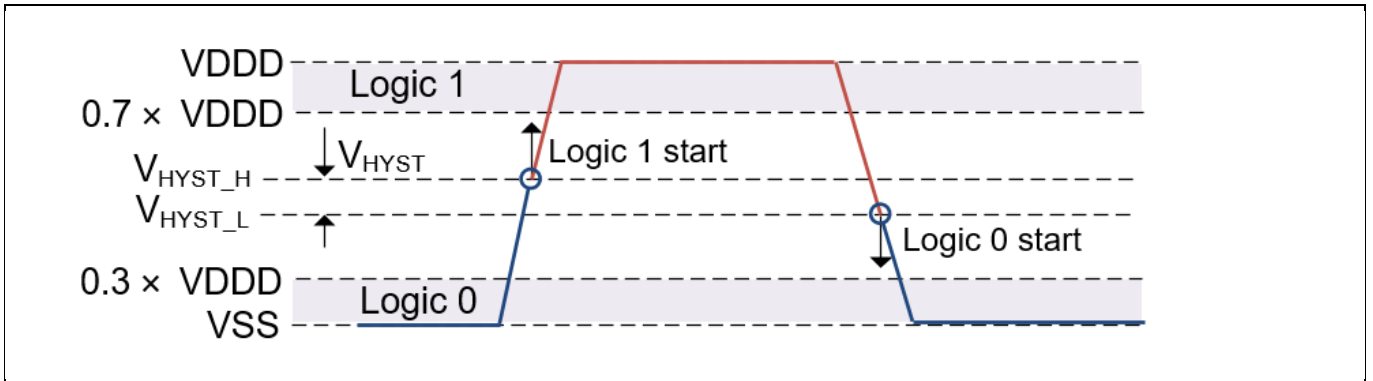 VDDD
Logic 1
0.7 × VDDD
VHYST
Logic 1 start
VHYST_H
VHYST_L
Logic 0 start
0.3 × VDDD
Logic 0
VSS